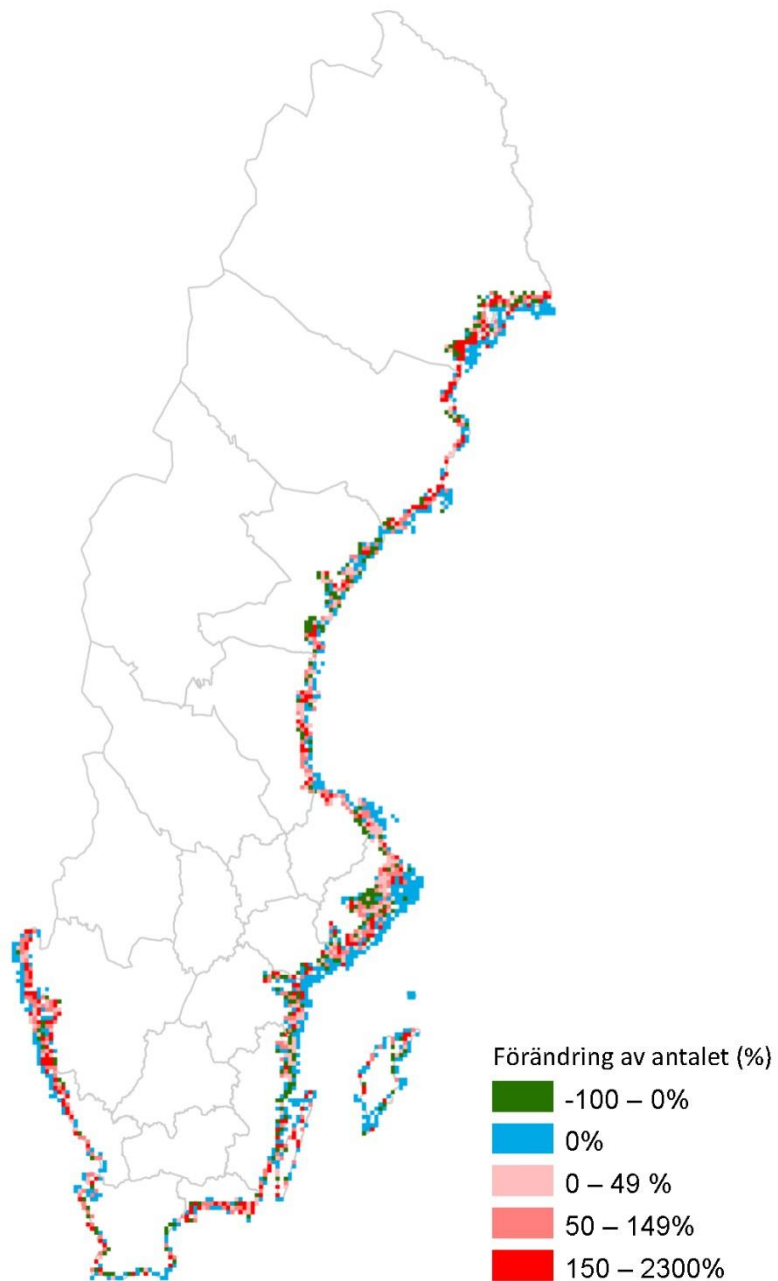 Förändring av antalet (%)
-100 – 0%
0%
0 – 49 %
50 – 149%
150 – 2300%